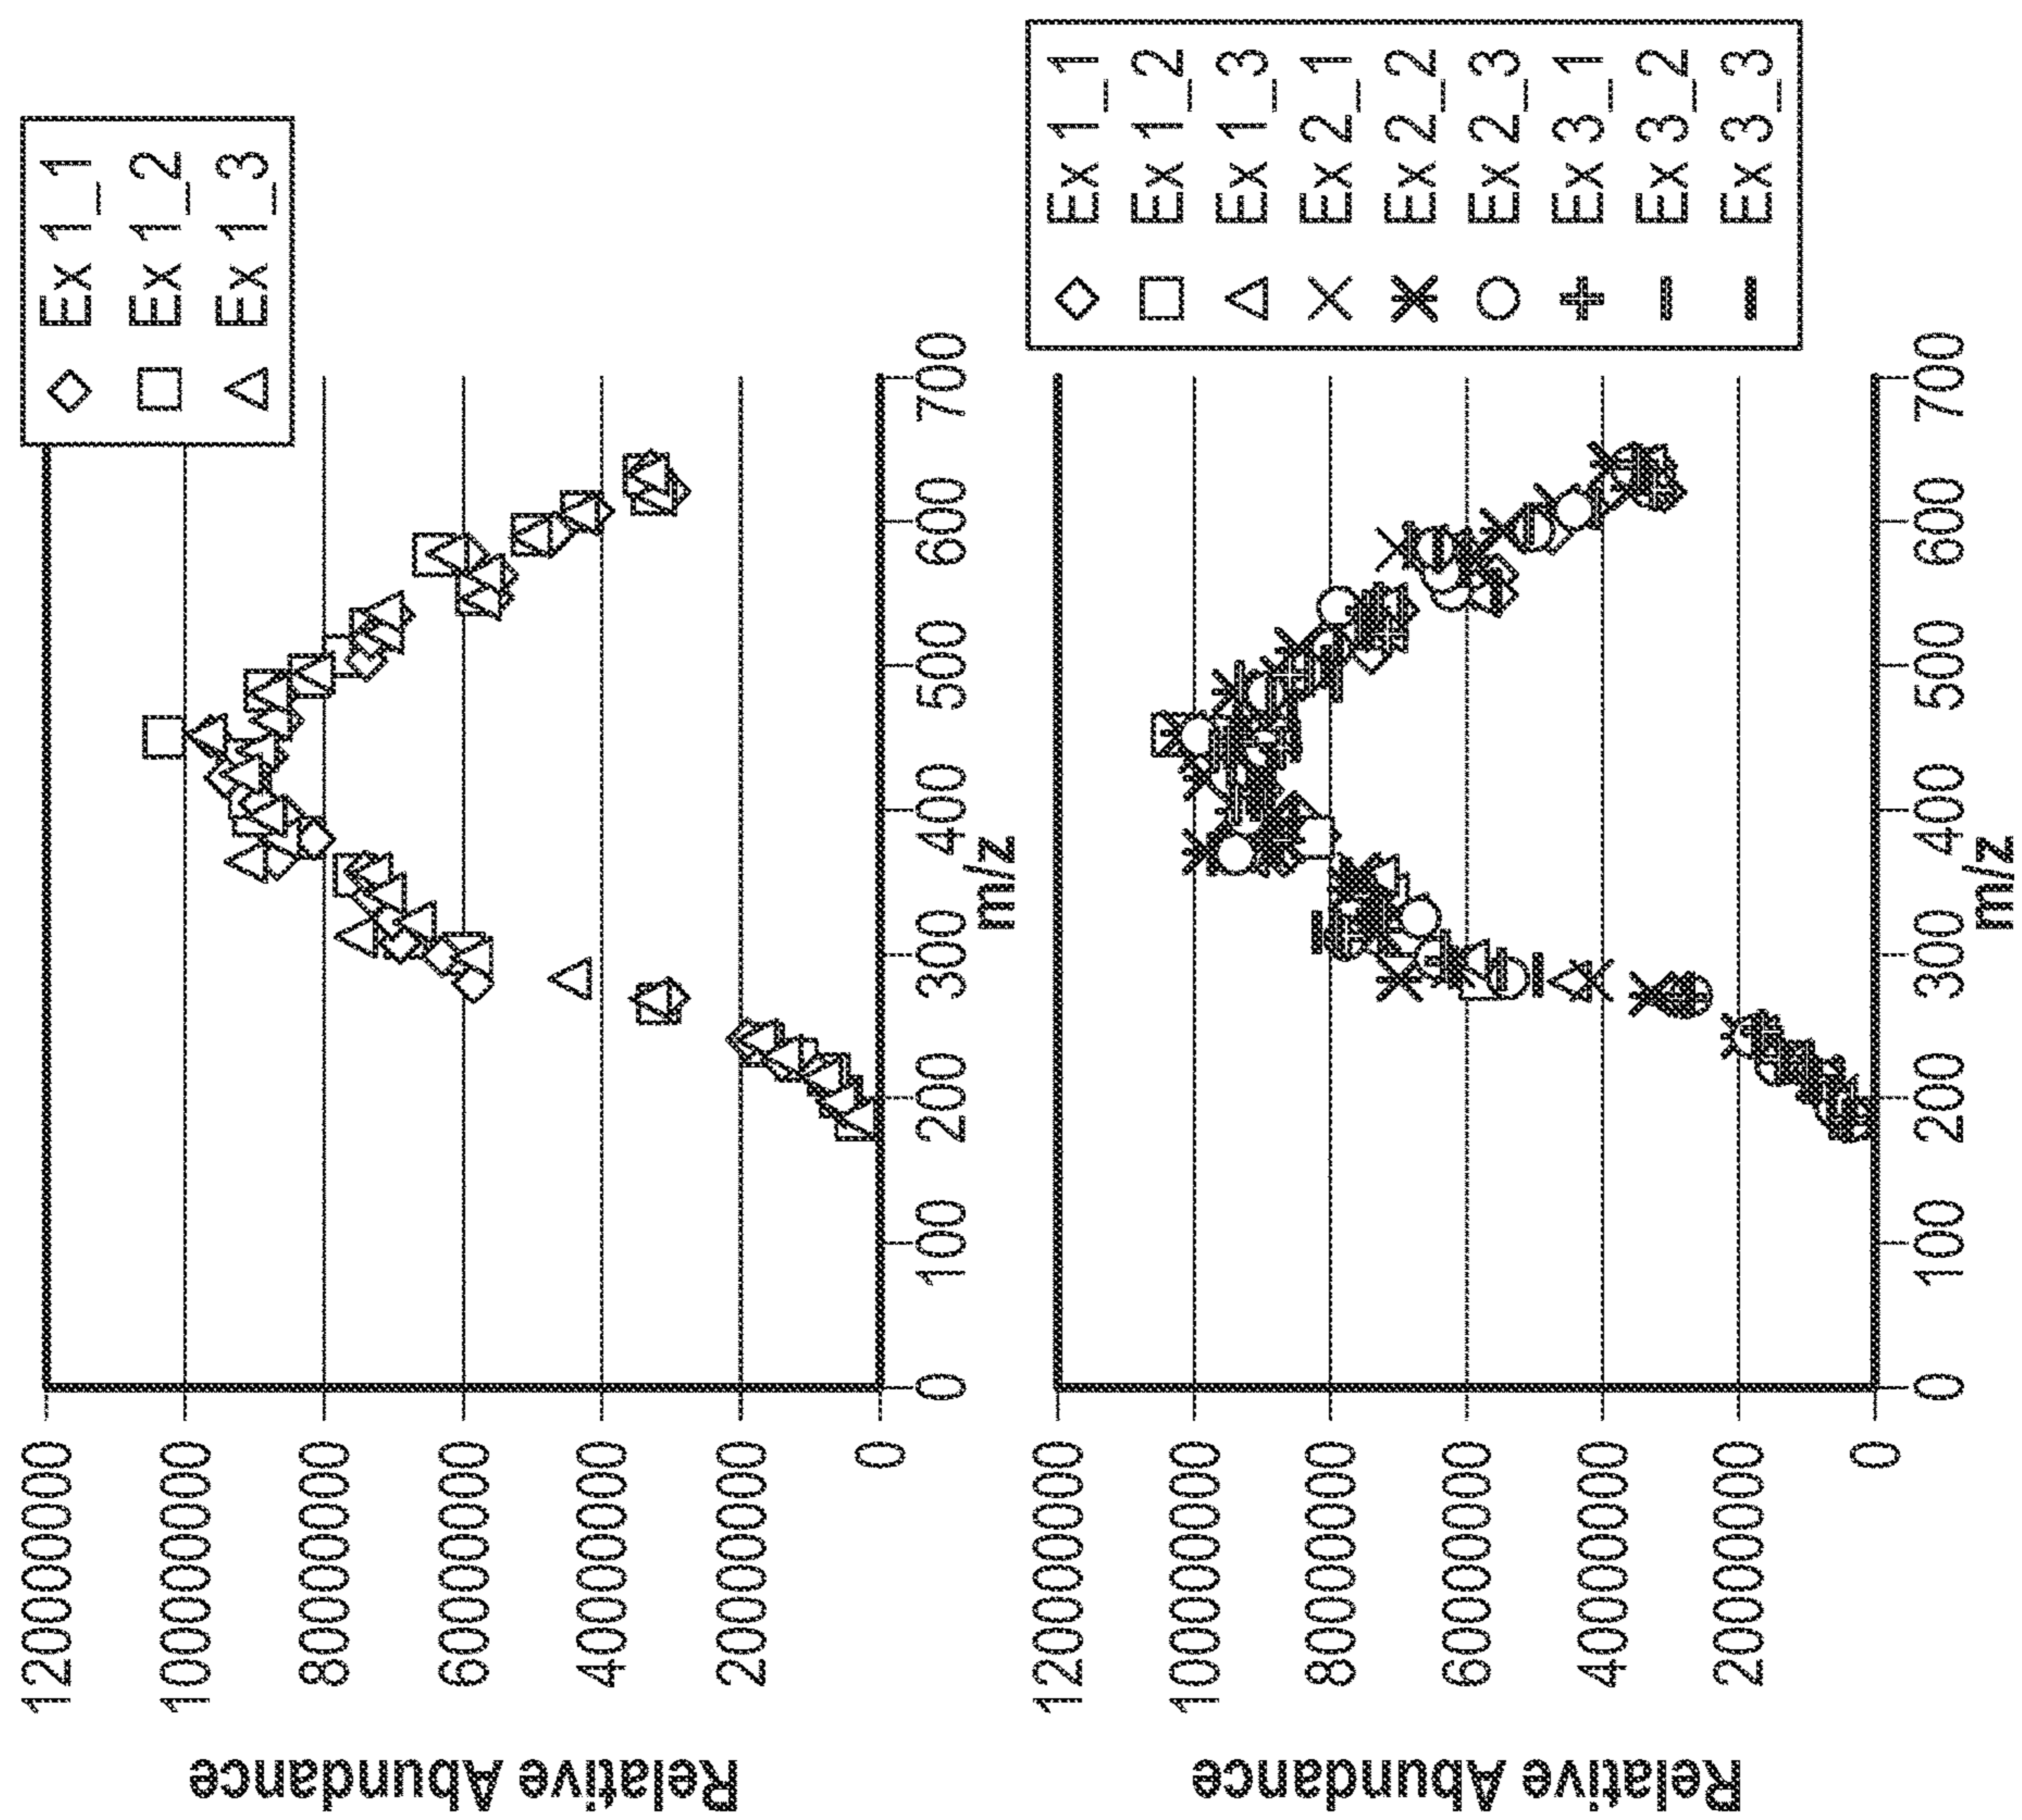 Relative Abundance
120000000
100000000
80000000
60000000
40000000
20000000
0
0 100 200 300 400 500 600 700
m/z
Ex 1_1
Ex 1_2
Ex 1_3
Relative Abundance
120000000
100000000
80000000
60000000
40000000
20000000
0
0 100 200 300 400 500 600 700
m/z
Ex 1_1
Ex 1_2
Ex 1_3
Ex 2_1
Ex 2_2
Ex 2_3
Ex 3_1
Ex 3_2
Ex 3_3